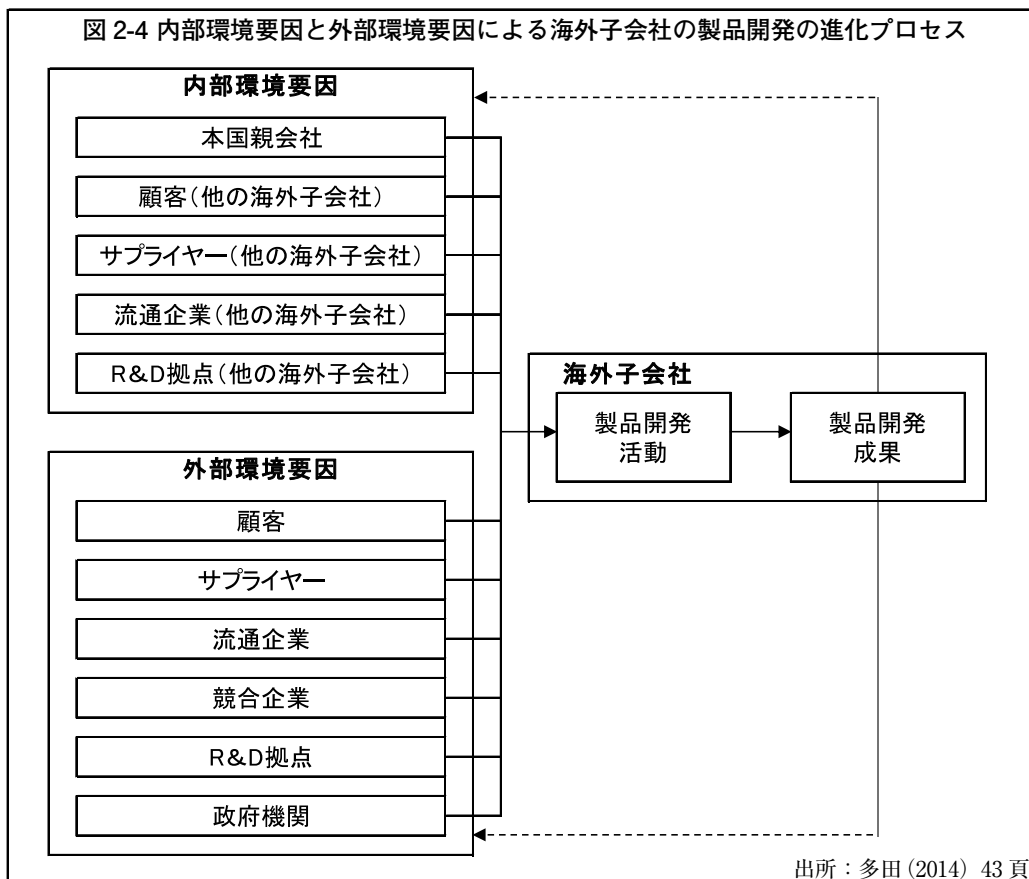 図 2-4 内部環境要因と外部環境要因による海外子会社の製品開発の進化プロセス
内部環境要因
本国親会社
顧客(他の海外子会社)
サプライヤー(他の海外子会社)
流通企業(他の海外子会社)
R&D拠点(他の海外子会社)
外部環境要因
顧客
サプライヤー
流通企業
競合企業
R&D拠点
政府機関
海外子会社
製品開発
活動
製品開発
成果
出所：多田 (2014) 43 頁